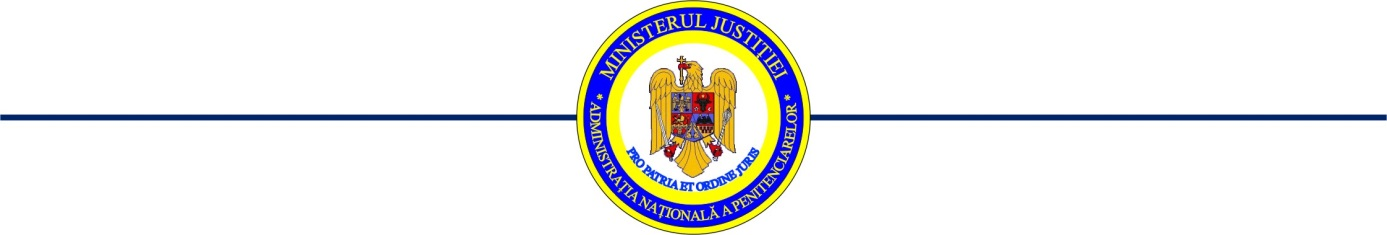 MINISTERUL JUSTIȚIEI
* ADMINISTRAȚIA NAȚIONALĂ A PENITENCIARELOR *
PRO PATRIA ET ORDINE JURIS